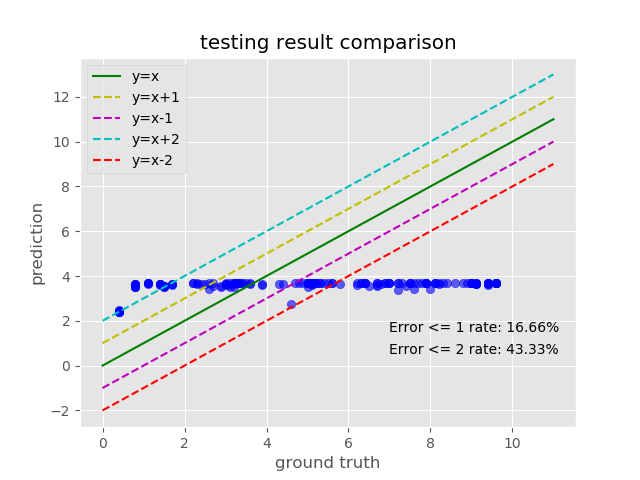 testing result comparison
y=x
y=x+1
y=x-1
y=x+2
y=x-2
12
10
8
6
4
2
0
−2
prediction
Error <= 1 rate: 16.66%
Error <= 2 rate: 43.33%
0 2 4 6 8 10
ground truth